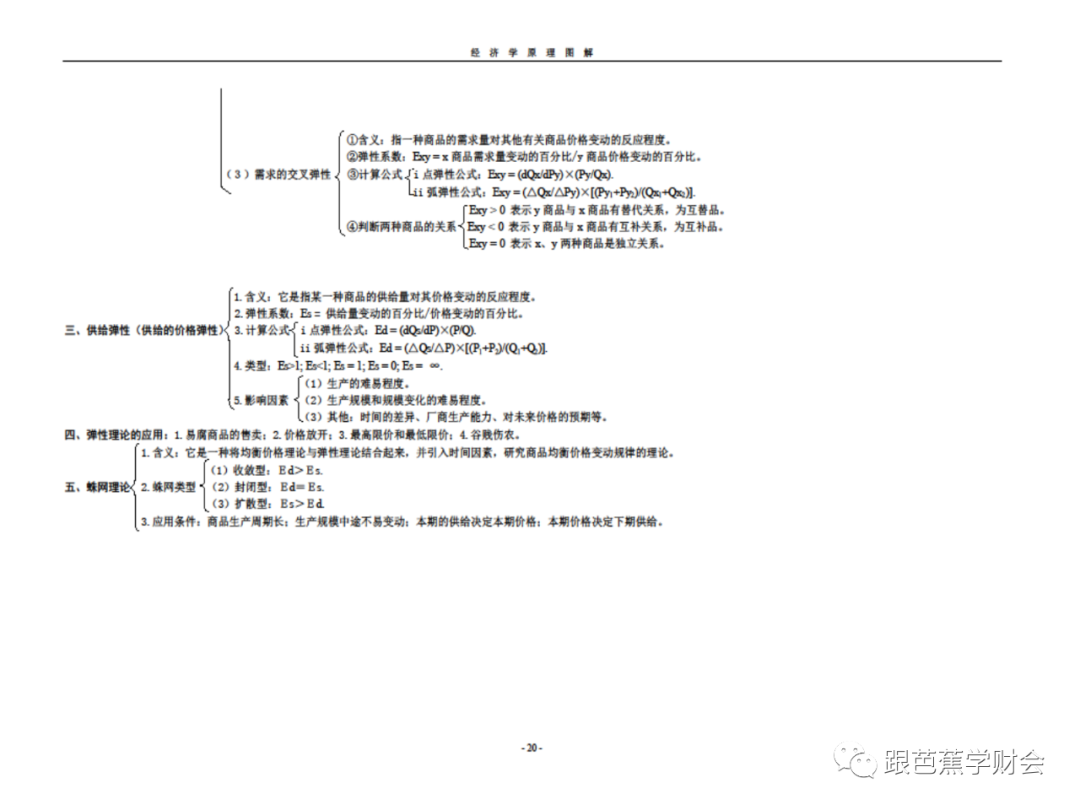 经济学原理图解
①含义：指一种商品的需求量对其他有关商品价格变动的反应程度。
②弹性系数：Exy＝x 商品需求量变动的百分比/y 商品价格变动的百分比。
（3）需求的交叉弹性
③计算公式
i 点弹性公式：Exy＝(dQx/dPy)×(Py/Qx).
ii 弧弹性公式：Exy＝(△Qx/△Py)×[(Py₁+Py₂)/(Qx₁+Qx₂)].
④判断两种商品的关系
Exy＞0 表示 y 商品与 x 商品有替代关系，为互替品。
Exy＜0 表示 y 商品与 x 商品有互补关系，为互补品。
Exy＝0 表示 x、y 两种商品是独立关系。
三、供给弹性（供给的价格弹性）
1. 含义：它是指某一种商品的供给量对其价格变动的反应程度。
2. 弹性系数：Es＝ 供给量变动的百分比/价格变动的百分比。
3. 计算公式
i 点弹性公式：Ed＝(dQs/dP)×(P/Q).
ii 弧弹性公式：Ed＝(△Qs/△P)×[(P₁+P₂)/(Q₁+Q₂)].
4. 类型：Es>1; Es<1; Es＝1; Es＝0; Es＝ ∞.
5. 影响因素
（1）生产的难易程度。
（2）生产规模和规模变化的难易程度。
（3）其他：时间的差异、厂商生产能力、对未来价格的预期等。
四、弹性理论的应用：1. 易腐商品的售卖；2. 价格放开；3. 最高限价和最低限价；4. 谷贱伤农。
五、蛛网理论
1. 含义：它是一种将均衡价格理论与弹性理论结合起来，并引入时间因素，研究商品均衡价格变动规律的理论。
2. 蛛网类型
（1）收敛型：Ed＞Es.
（2）封闭型：Ed＝Es.
（3）扩散型：Es＞Ed.
3. 应用条件：商品生产周期长；生产规模中途不易变动；本期的供给决定本期价格；本期价格决定下期供给。
- 20 -
跟芭蕉学财会